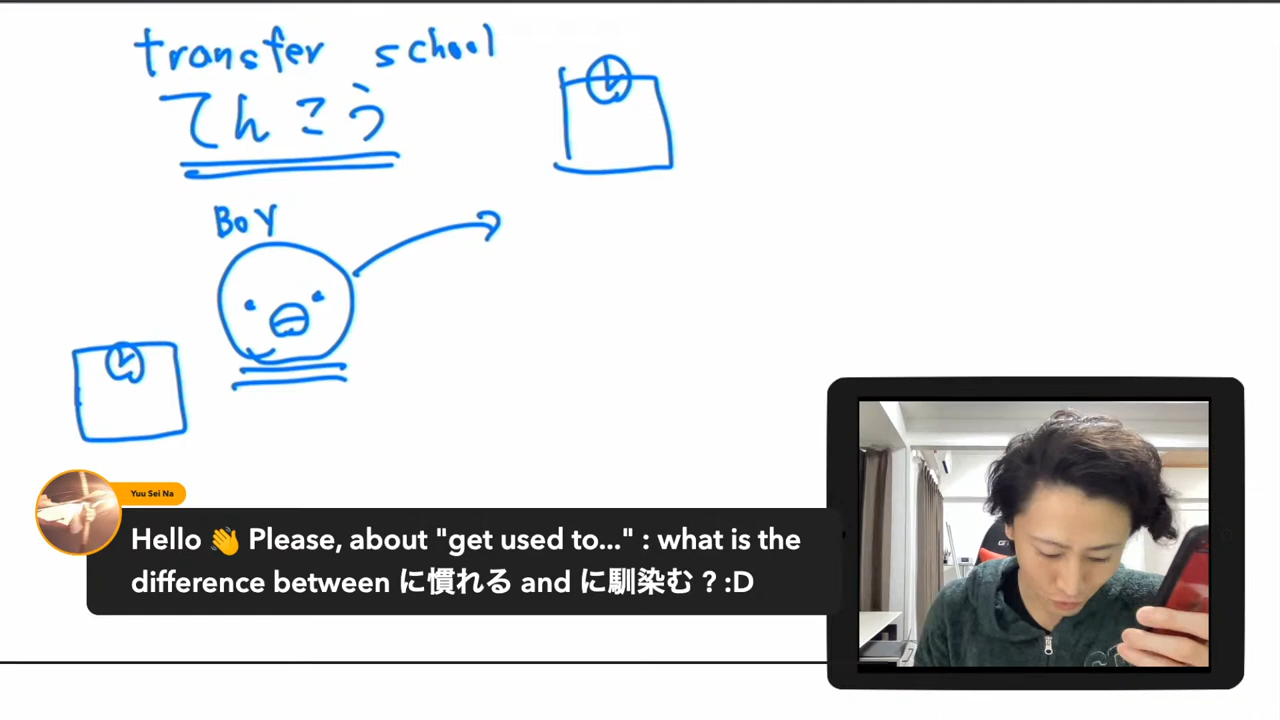 transfer school
てんこう
BoY
Yuu Sei Na
Hello 👋 Please, about "get used to..." : what is the
difference between に慣れる and に馴染む ? :D